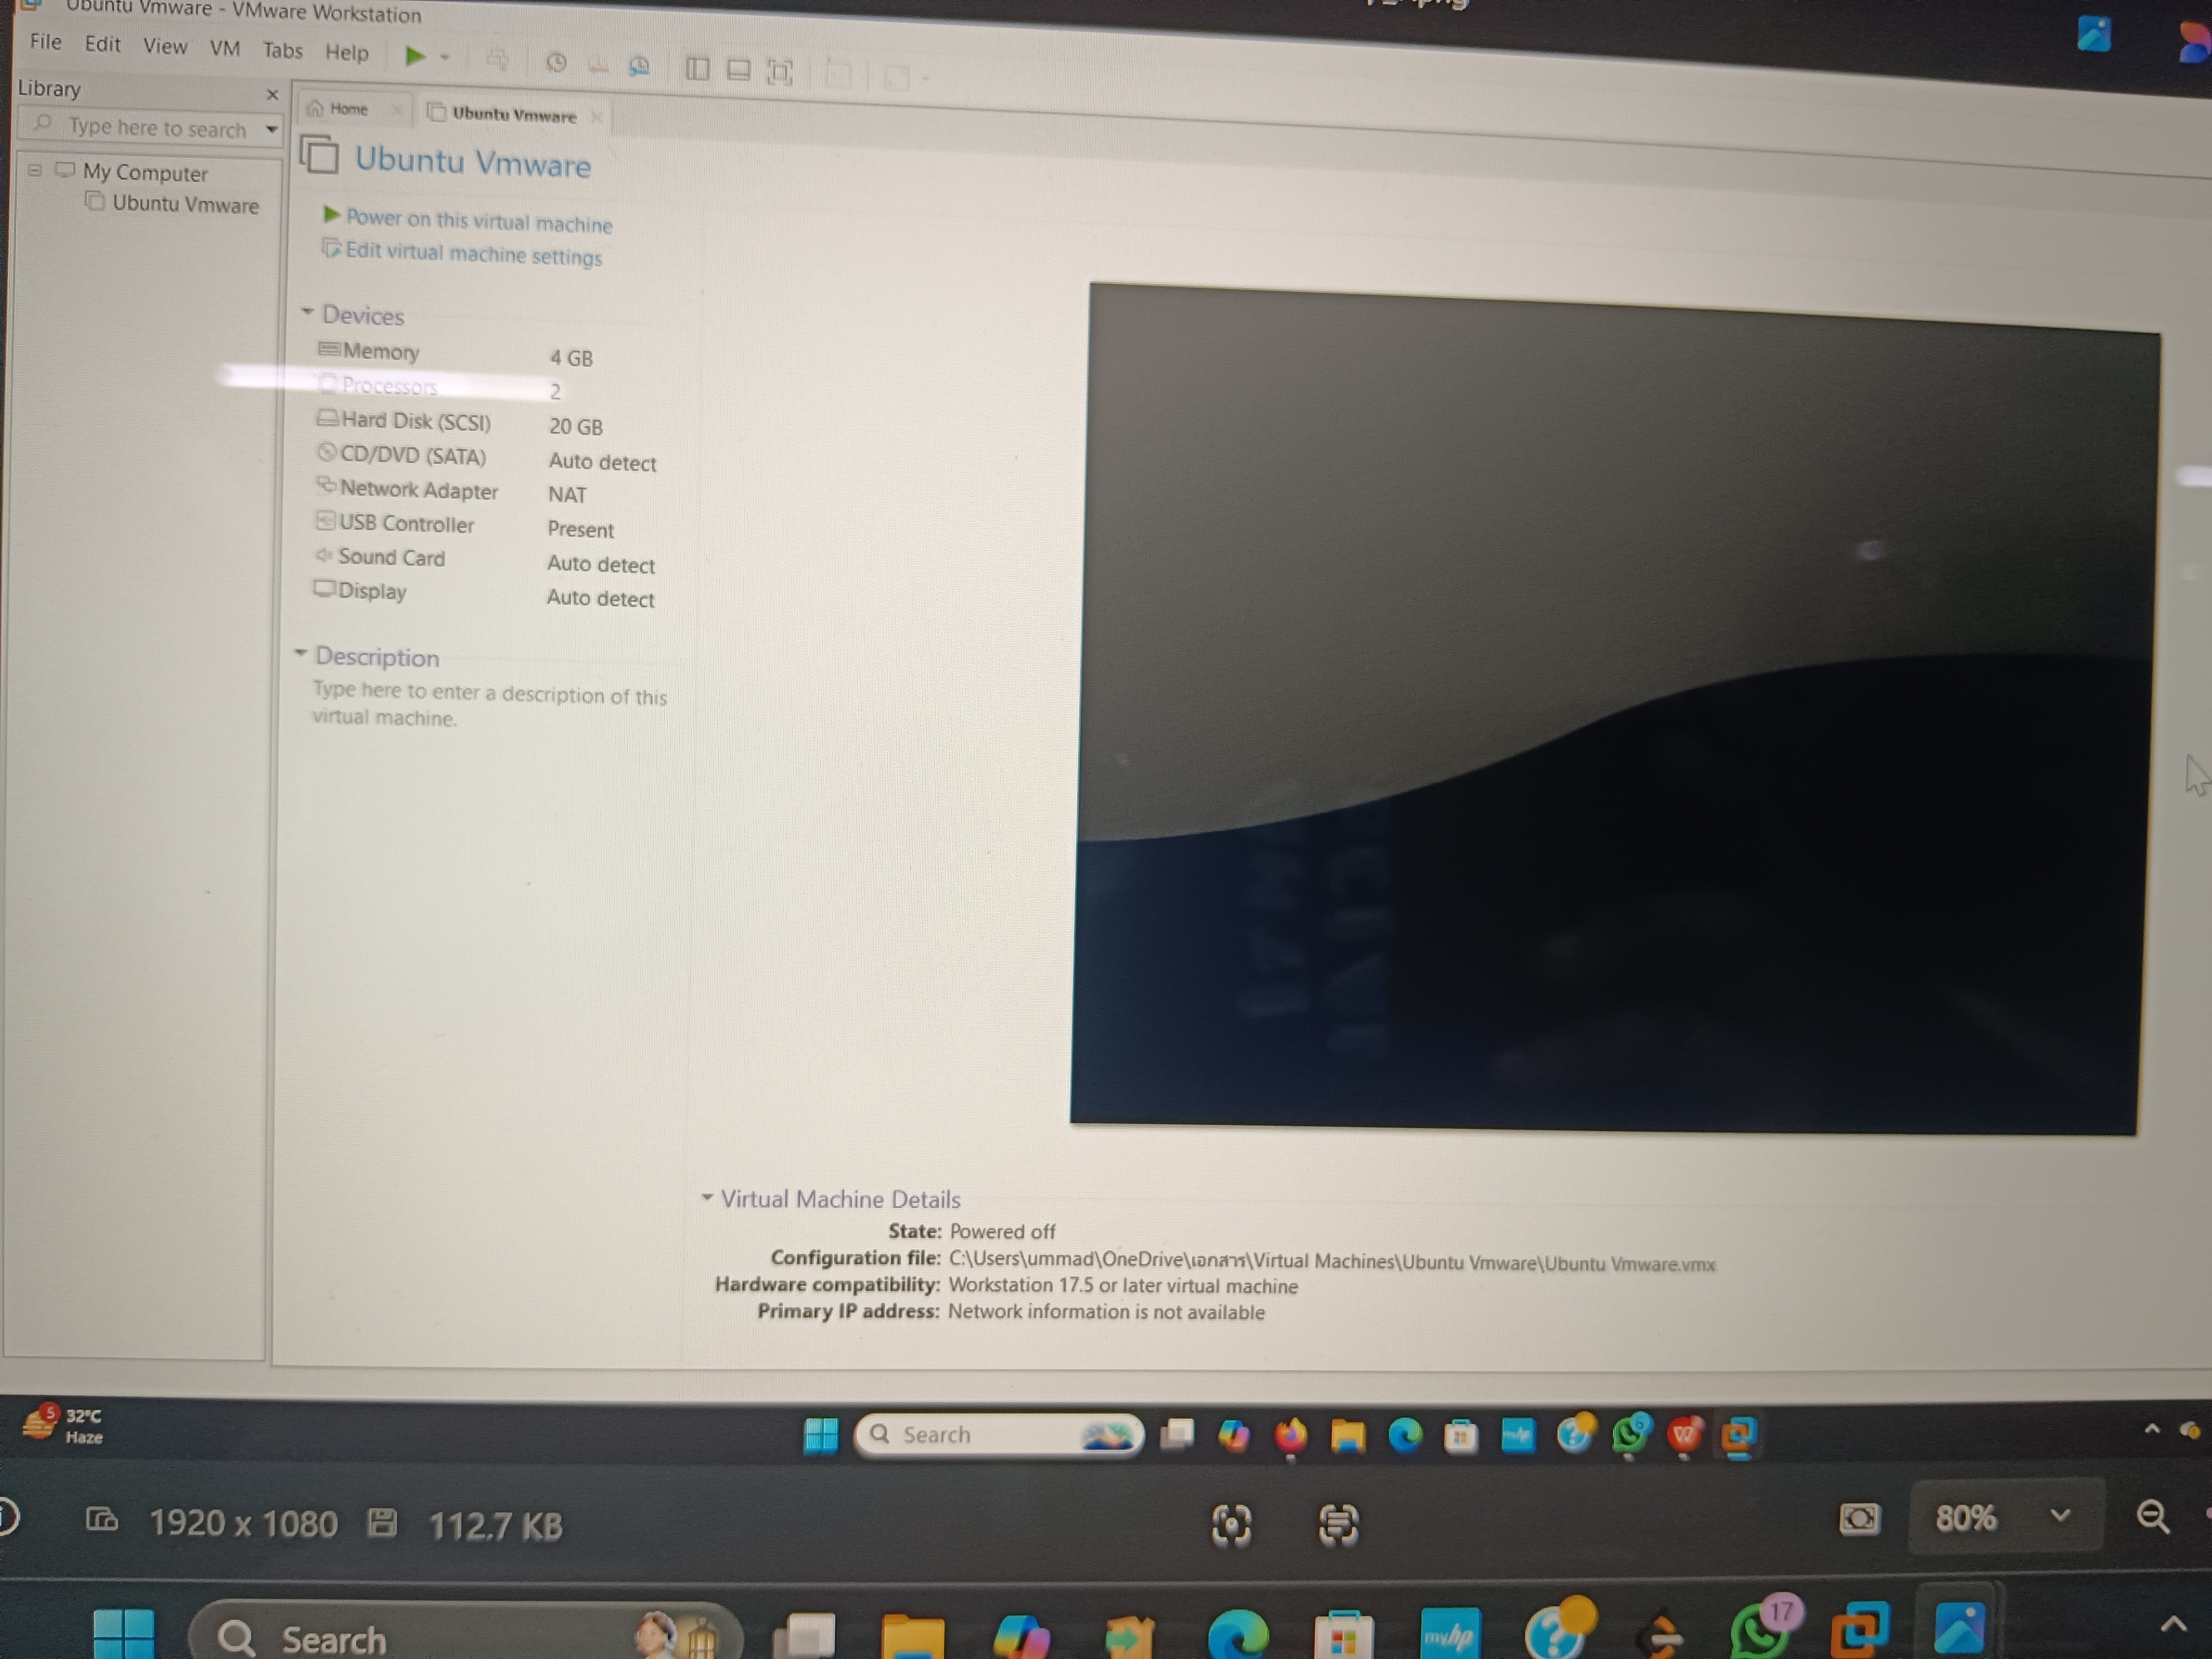 Ubuntu Vmware - VMware Workstation
File Edit View VM Tabs Help
Library
Type here to search
My Computer
Ubuntu Vmware
Home
Ubuntu Vmware
Ubuntu Vmware
Power on this virtual machine
Edit virtual machine settings
Devices
Memory 4 GB
Processors 2
Hard Disk (SCSI) 20 GB
CD/DVD (SATA) Auto detect
Network Adapter NAT
USB Controller Present
Sound Card Auto detect
Display Auto detect
Description
Type here to enter a description of this
virtual machine.
Virtual Machine Details
State: Powered off
Configuration file: C:\Users\ummad\OneDrive\เอกสาร\Virtual Machines\Ubuntu Vmware\Ubuntu Vmware.vmx
Hardware compatibility: Workstation 17.5 or later virtual machine
Primary IP address: Network information is not available
5
32°C
Haze
Search
myhp
6
1920 x 1080 112.7 KB
80%
Search
myhp
17